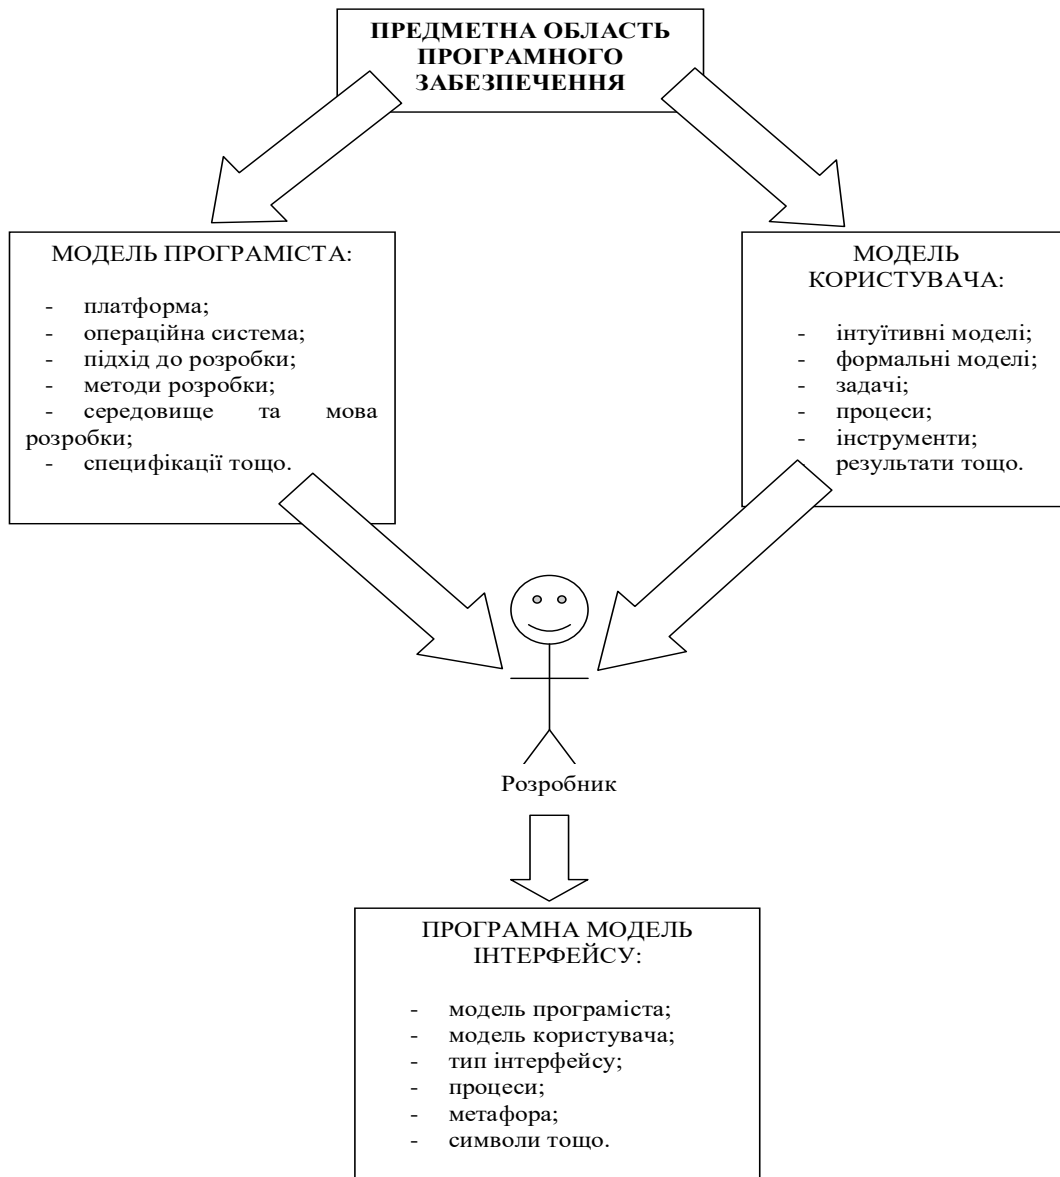 ПРЕДМЕТНА ОБЛАСТЬ
ПРОГРАМНОГО
ЗАБЕЗПЕЧЕННЯ
МОДЕЛЬ ПРОГРАМІСТА:
- платформа;
- операційна система;
- підхід до розробки;
- методи розробки;
- середовище та мова
розробки;
- специфікації тощо.
МОДЕЛЬ
КОРИСТУВАЧА:
- інтуїтивні моделі;
- формальні моделі;
- задачі;
- процеси;
- інструменти;
результати тощо.
Розробник
ПРОГРАМНА МОДЕЛЬ
ІНТЕРФЕЙСУ:
- модель програміста;
- модель користувача;
- тип інтерфейсу;
- процеси;
- метафора;
- символи тощо.